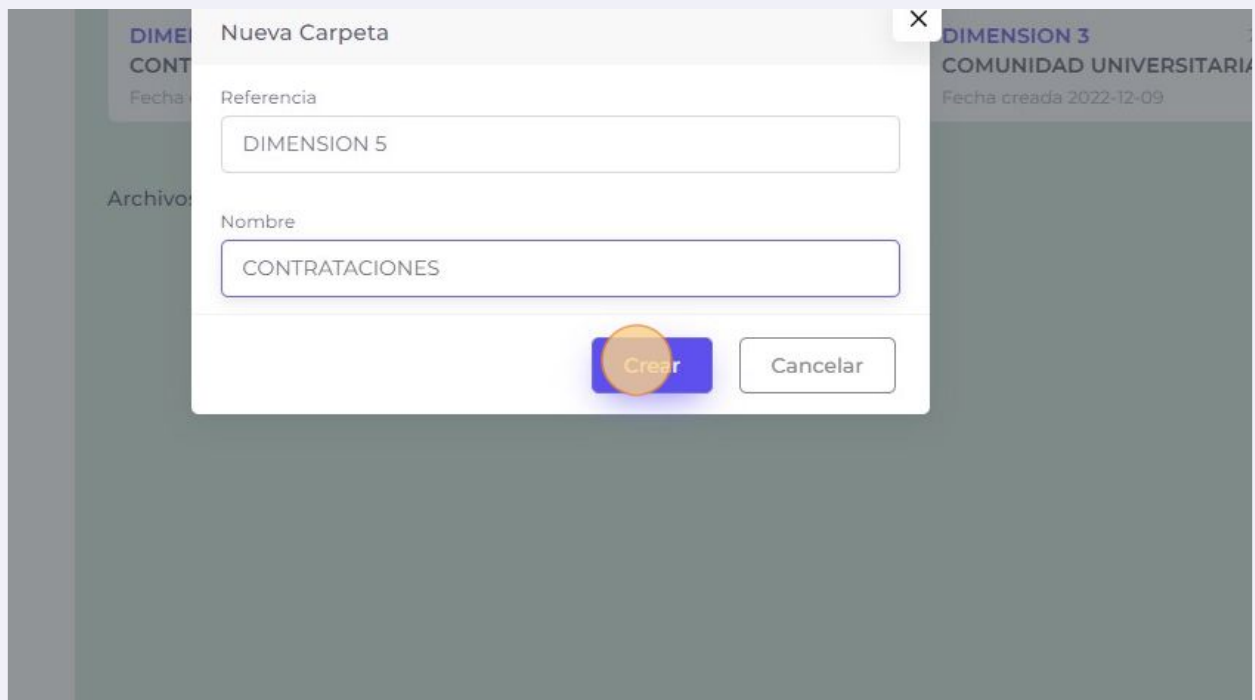 Nueva Carpeta
DIMENSION 3
COMUNIDAD UNIVERSITARIA
Fecha creada 2022-12-09
DIME
CONT
Fecha
Referencia
DIMENSION 5
Archivos
Nombre
CONTRATACIONES
Crear
Cancelar